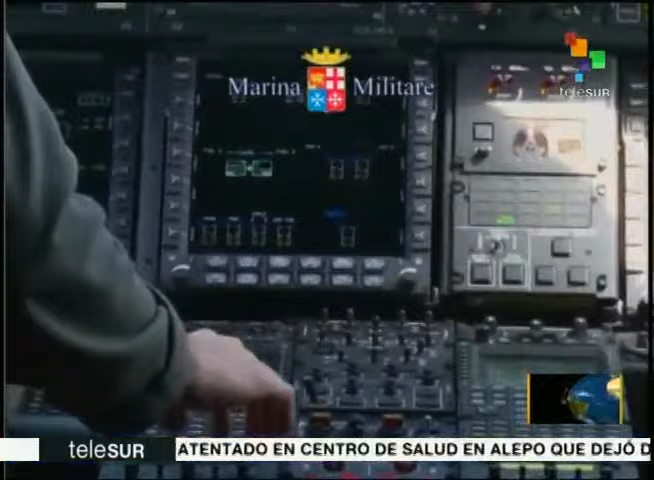 Marina Militare
teleSUR
teleSUR
ATENTADO EN CENTRO DE SALUD EN ALEPO QUE DEJÓ D